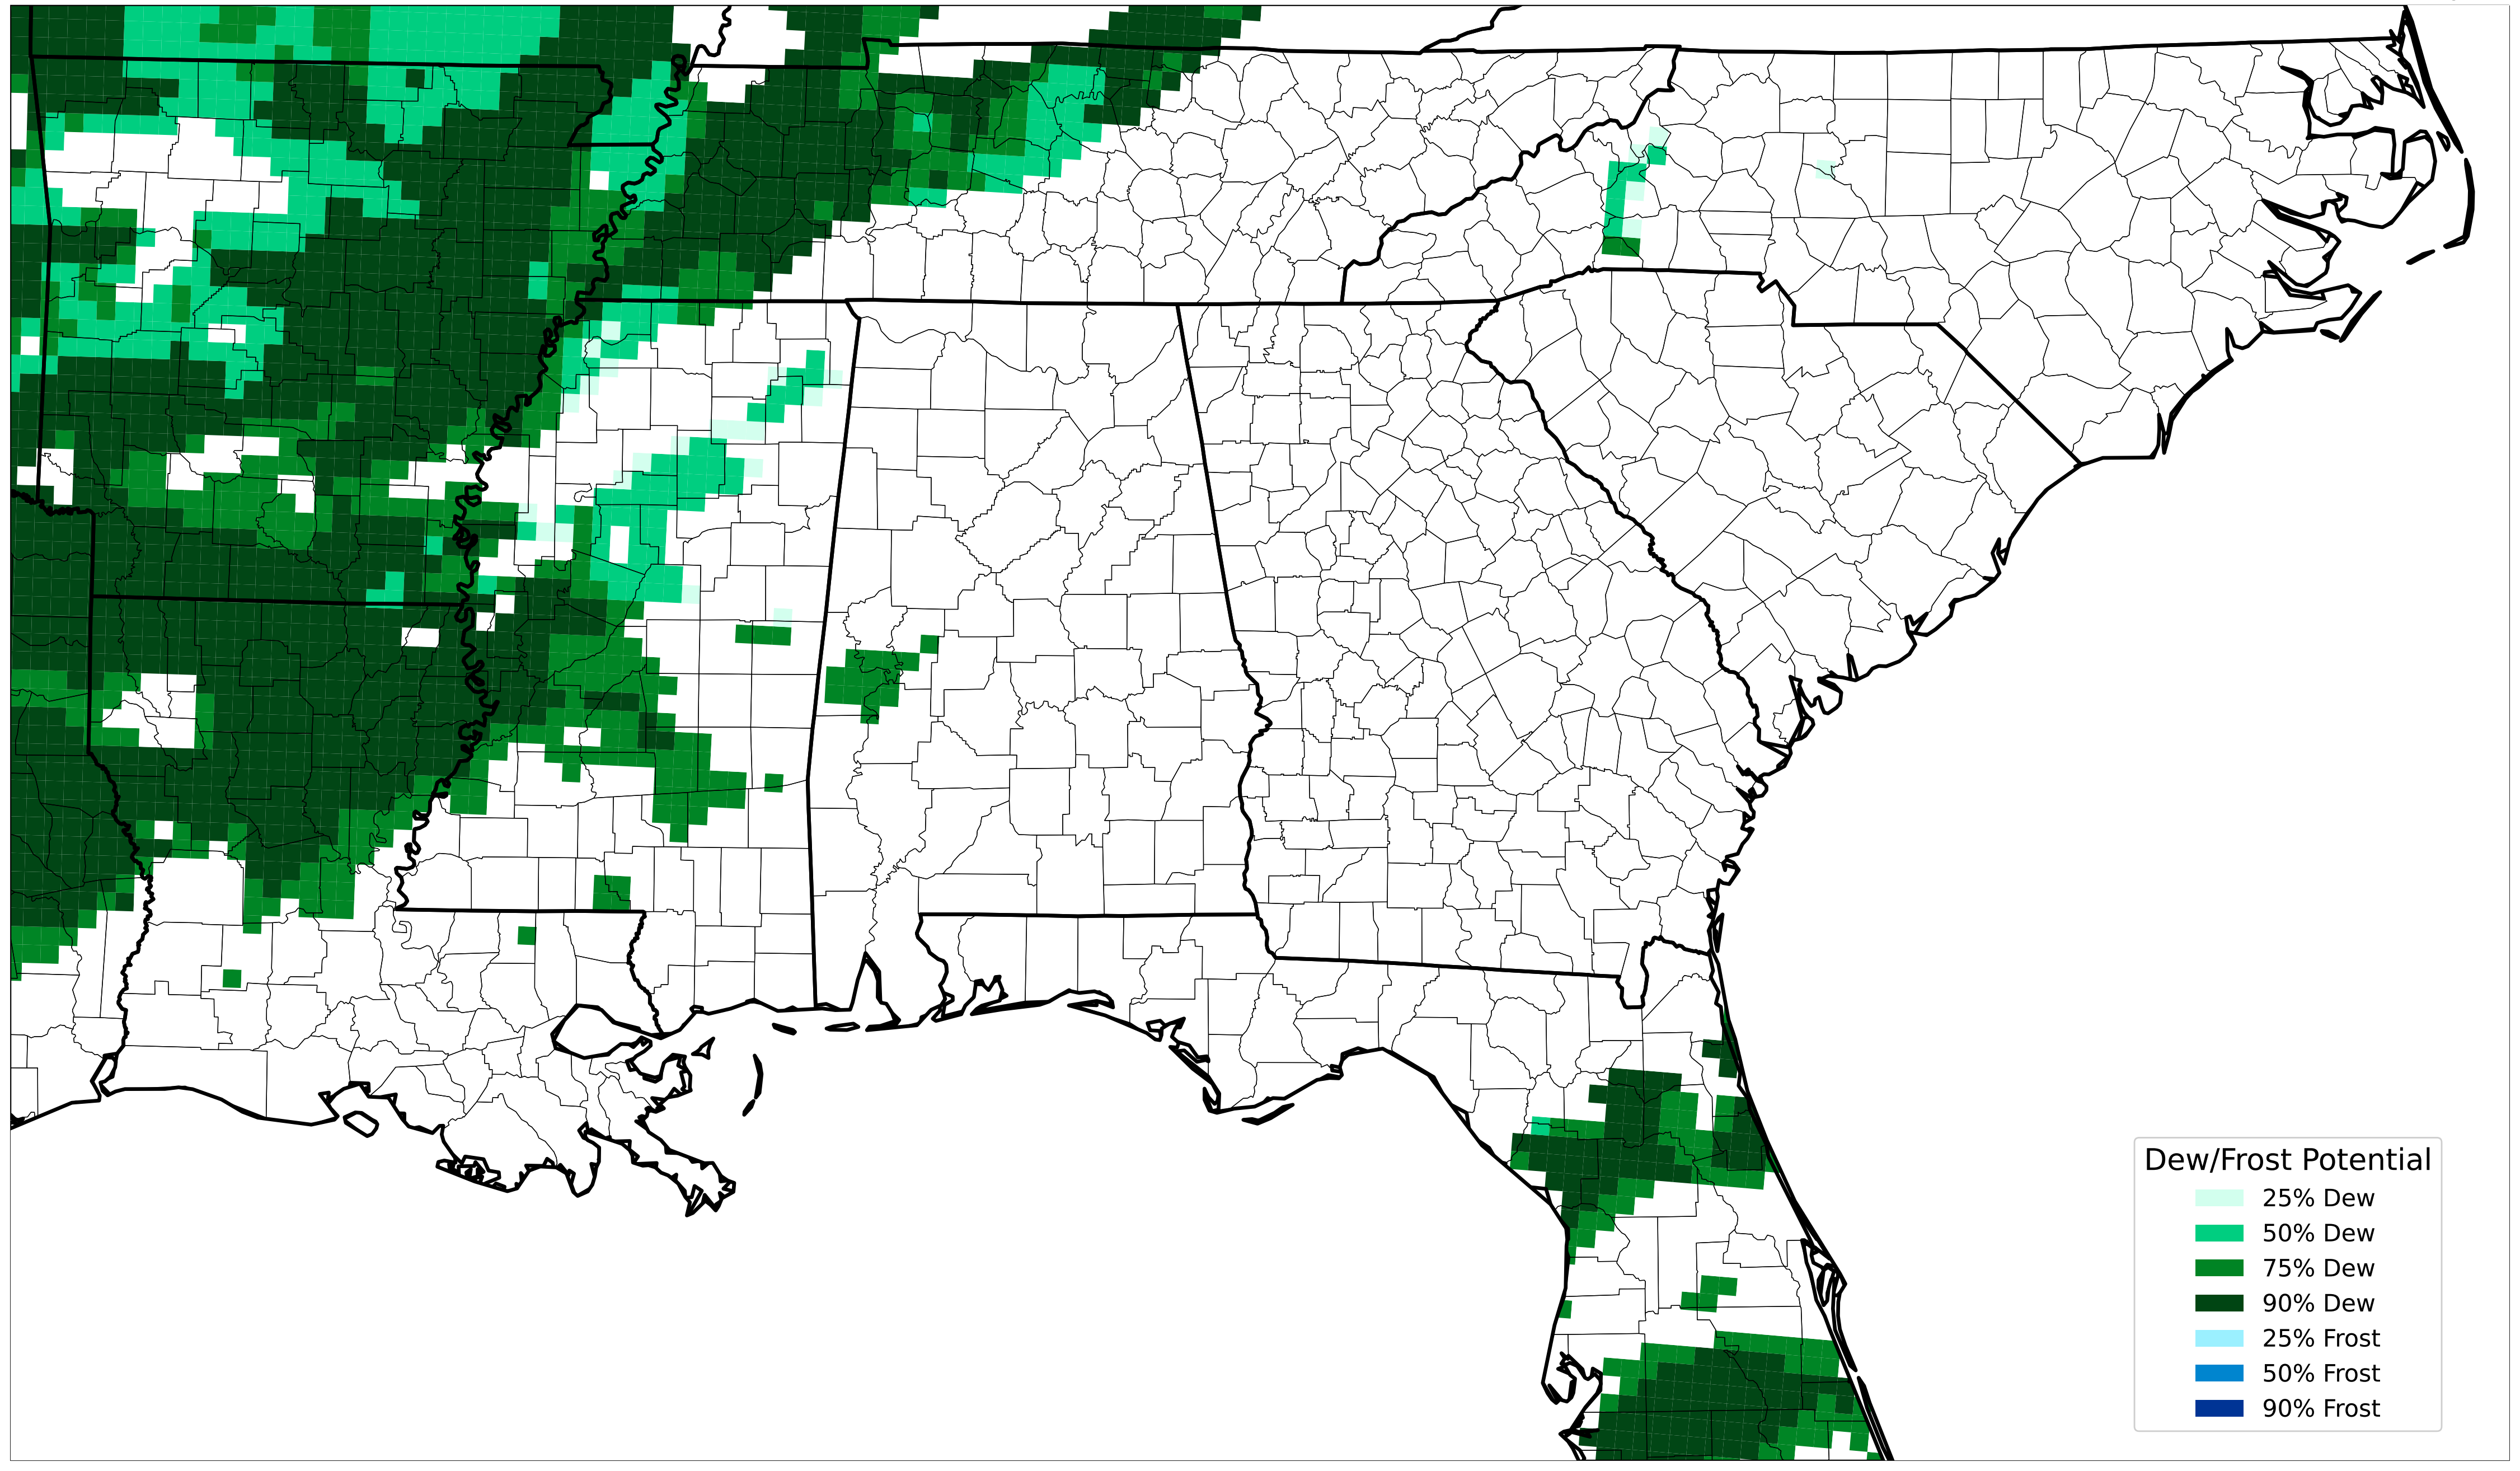 Dew/Frost Potential
25% Dew
50% Dew
75% Dew
90% Dew
25% Frost
50% Frost
90% Frost